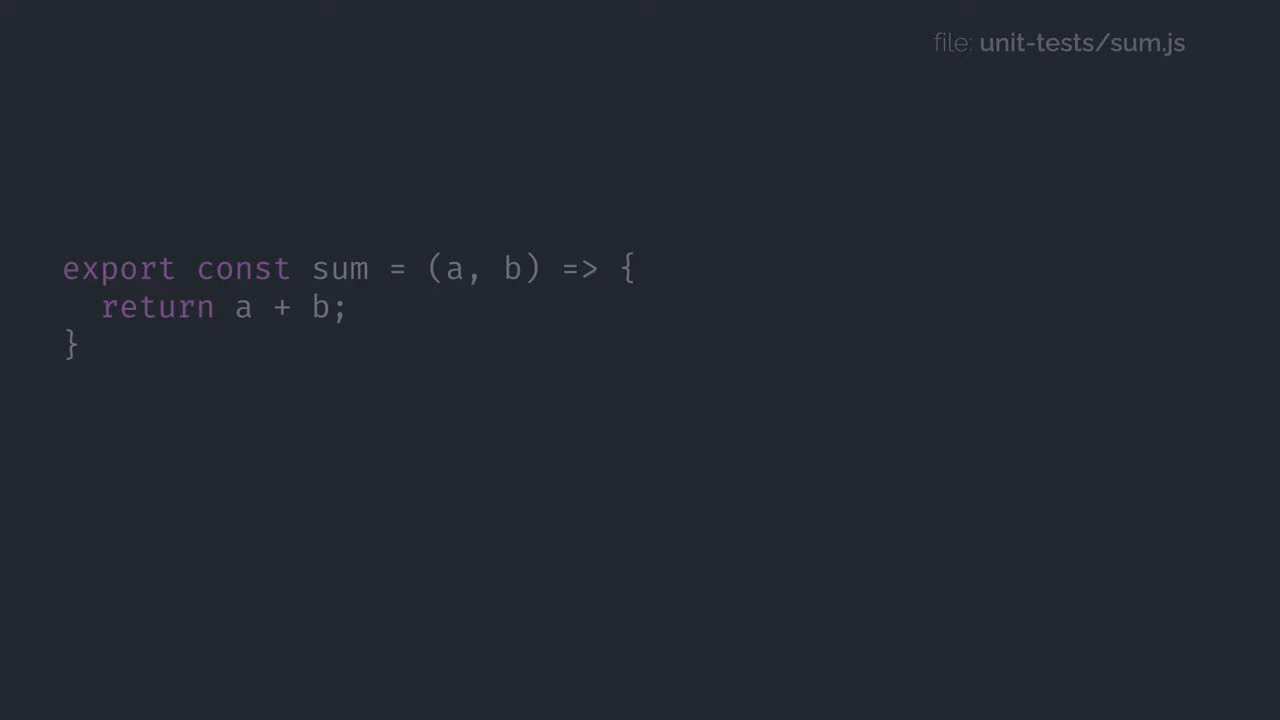 file: unit-tests/sum.js
export const sum = (a, b) => {
  return a + b;
}